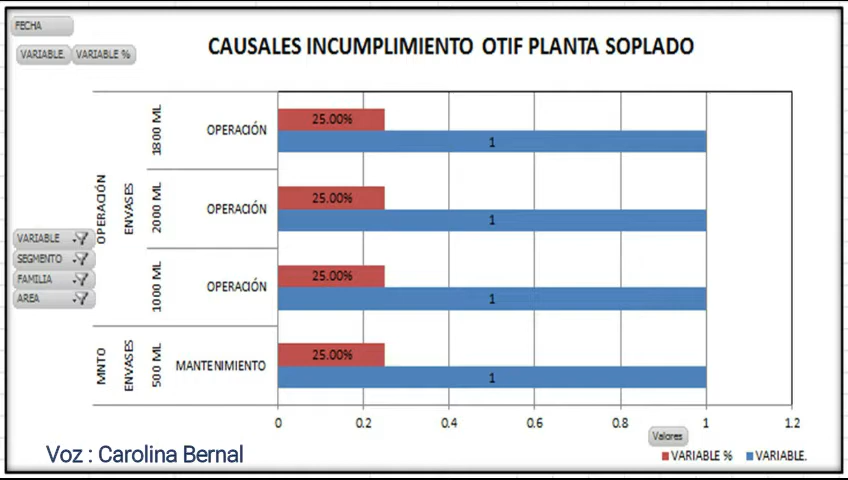 FECHA
VARIABLE. VARIABLE %
CAUSALES INCUMPLIMIENTO OTIF PLANTA SOPLADO
OPERACIÓN
ENVASES
1800 ML
OPERACIÓN
25.00%
1
2000 ML
OPERACIÓN
25.00%
1
1000 ML
OPERACIÓN
25.00%
1
MNTO
ENVASES
500 ML
MANTENIMIENTO
25.00%
1
VARIABLE
SEGMENTO
FAMILIA
AREA
0 0.2 0.4 0.6 0.8 1 1.2
Valores
VARIABLE % VARIABLE.
Voz : Carolina Bernal